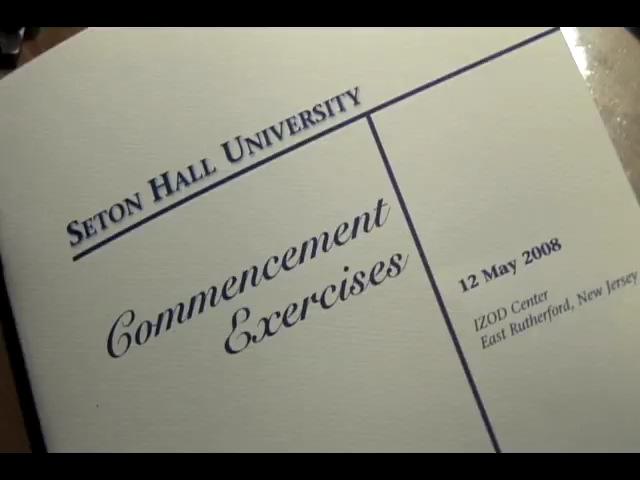 SETON HALL UNIVERSITY
Commencement
Exercises
12 May 2008
IZOD Center
East Rutherford, New Jersey